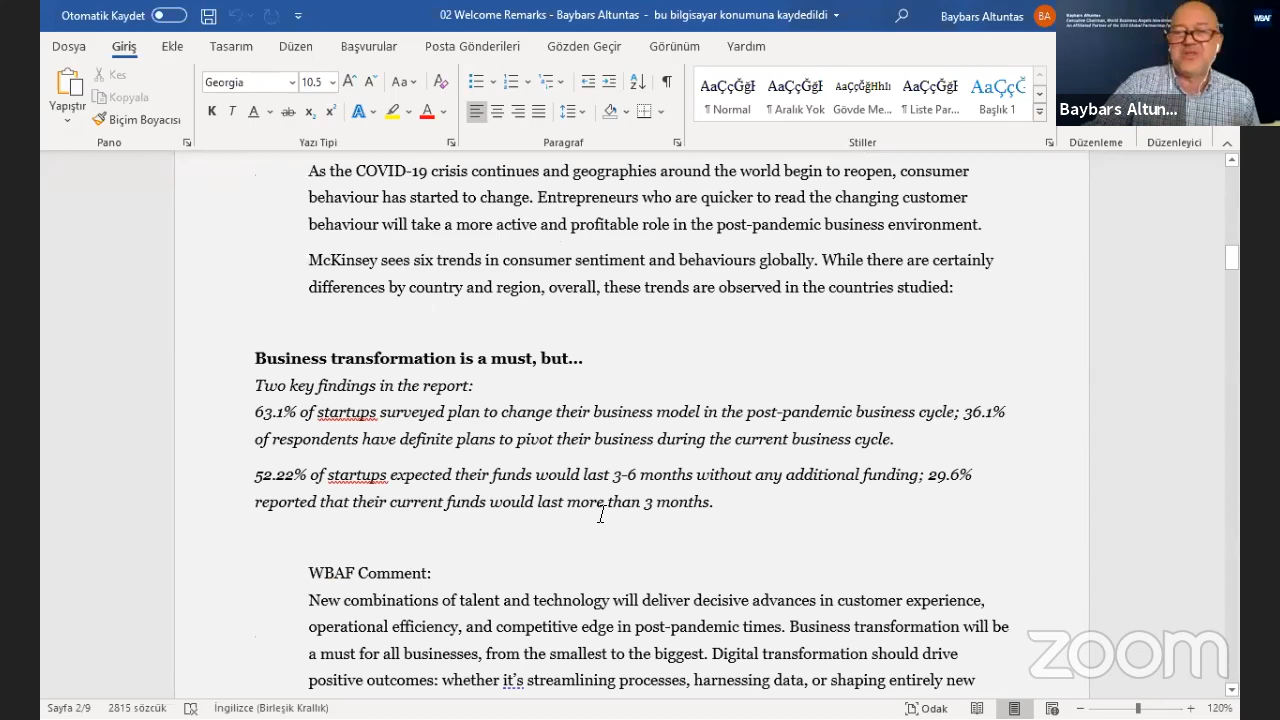 Otomatik Kaydet
02 Welcome Remarks - Baybars Altuntas - bu bilgisayar konumuna kaydedildi
Baybars Altuntas
BA
Baybars Altuntas
WBAF
Dosya Giriş Ekle Tasarım Düzen Başvurular Posta Gönderileri Gözden Geçir Görünüm Yardım
Yapıştır
Kes
Kopyala
Biçim Boyacısı
Georgia 10.5
K T A ab x₂ x² A A
AaÇçĞğI AaÇçĞğI AaÇçĞğHhIı AaÇçĞğI AaÇçĞ
¶ Normal ¶ Aralık Yok Gövde Me... ¶ Liste Par... Başlık 1
Baybars Altun...
Pano Yazı Tipi Paragraf Stiller Düzenleme Düzenleyici
As the COVID-19 crisis continues and geographies around the world begin to reopen, consumer
behaviour has started to change. Entrepreneurs who are quicker to read the changing customer
behaviour will take a more active and profitable role in the post-pandemic business environment.
McKinsey sees six trends in consumer sentiment and behaviours globally. While there are certainly
differences by country and region, overall, these trends are observed in the countries studied:
Business transformation is a must, but...
Two key findings in the report:
63.1% of startups surveyed plan to change their business model in the post-pandemic business cycle; 36.1%
of respondents have definite plans to pivot their business during the current business cycle.
52.22% of startups expected their funds would last 3-6 months without any additional funding; 29.6%
reported that their current funds would last more than 3 months.
WBAF Comment:
New combinations of talent and technology will deliver decisive advances in customer experience,
operational efficiency, and competitive edge in post-pandemic times. Business transformation will be
a must for all businesses, from the smallest to the biggest. Digital transformation should drive
positive outcomes: whether it's streamlining processes, harnessing data, or shaping entirely new
zoom
Sayfa 2/9 2815 sözcük İngilizce (Birleşik Krallık) Odak 120%